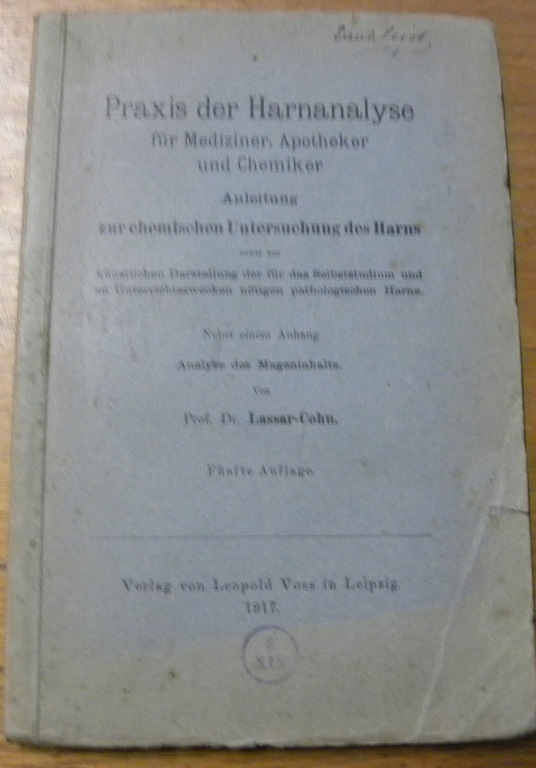 Praxis der Harnanalyse
für Mediziner, Apotheker
und Chemiker
Anleitung
zur chemischen Untersuchung des Harns
sowie zur
künstlichen Darstellung der für das Selbststudium und
zu Unterrichtszwecken nötigen pathologischen Harne.
Nebst einem Anhang
Analyse des Mageninhalts.
Von
Prof. Dr. Lassar-Cohn.
Fünfte Auflage.
Verlag von Leopold Voss in Leipzig.
1917.
XIX